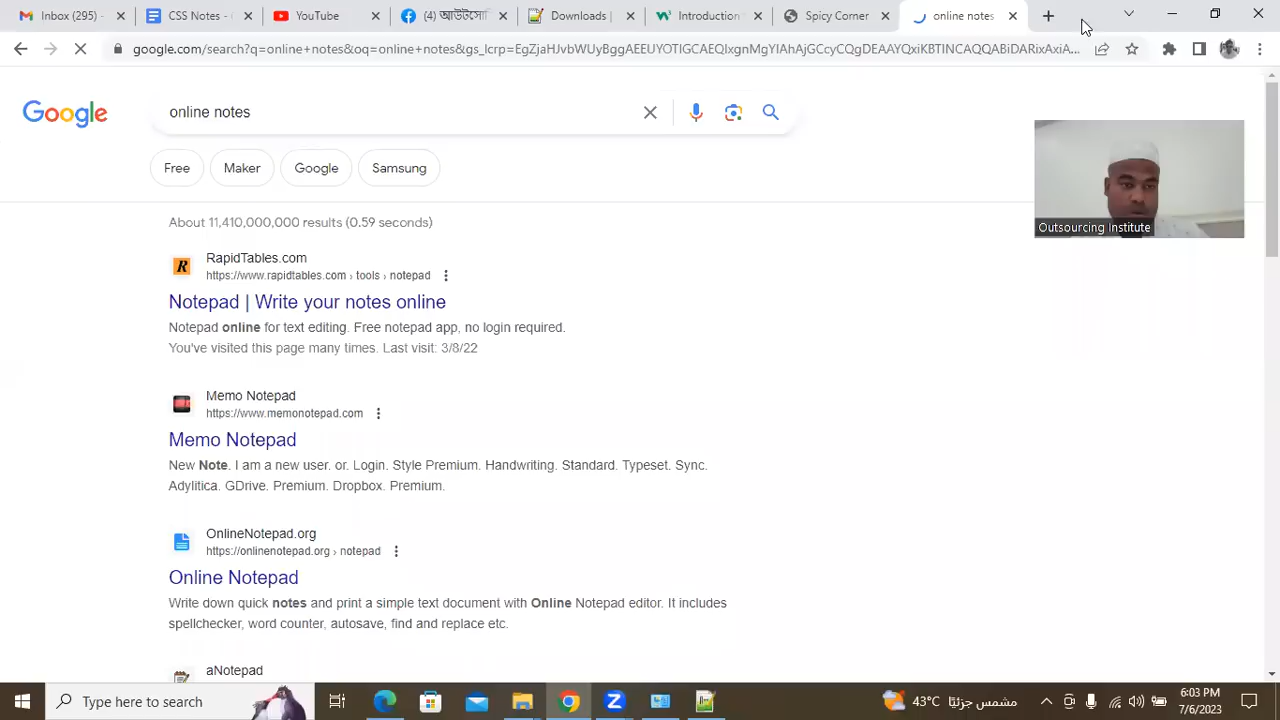 Inbox (295) -
CSS Notes -
YouTube
Downloads |
Introduction
Spicy Corner
online notes
google.com/search?q=online+notes&oq=online+notes&gs_lcrp=EgZjaHJvbWUyBggAEEUYOTIGCAEQIxgnMgYIAhAjGCcyCQgDEAAYQxiKBTINCAQQABiDARixAxiA...
Google
online notes
Free
Maker
Google
Samsung
About 11,410,000,000 results (0.59 seconds)
RapidTables.com
https://www.rapidtables.com › tools › notepad
Notepad | Write your notes online
Notepad online for text editing. Free notepad app, no login required.
You've visited this page many times. Last visit: 3/8/22
Memo Notepad
https://www.memonotepad.com
Memo Notepad
New Note. I am a new user. or. Login. Style Premium. Handwriting. Standard. Typeset. Sync.
Adylitica. GDrive. Premium. Dropbox. Premium.
OnlineNotepad.org
https://onlinenotepad.org › notepad
Online Notepad
Write down quick notes and print a simple text document with Online Notepad editor. It includes
spellchecker, word counter, autosave, find and replace etc.
aNotepad
Outsourcing Institute
Type here to search
43°C مشمس جزئيًا
6:03 PM
7/6/2023